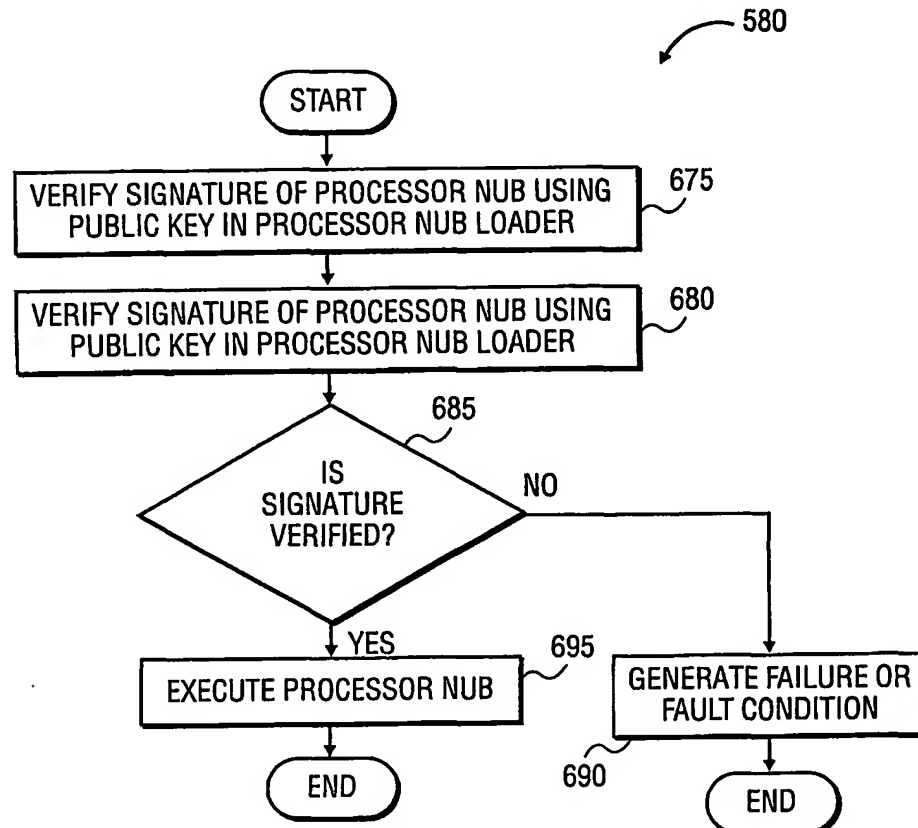 580
START
VERIFY SIGNATURE OF PROCESSOR NUB USING
PUBLIC KEY IN PROCESSOR NUB LOADER
675
VERIFY SIGNATURE OF PROCESSOR NUB USING
PUBLIC KEY IN PROCESSOR NUB LOADER
680
685
IS
SIGNATURE
VERIFIED?
NO
YES
EXECUTE PROCESSOR NUB
695
GENERATE FAILURE OR
FAULT CONDITION
690
END
END